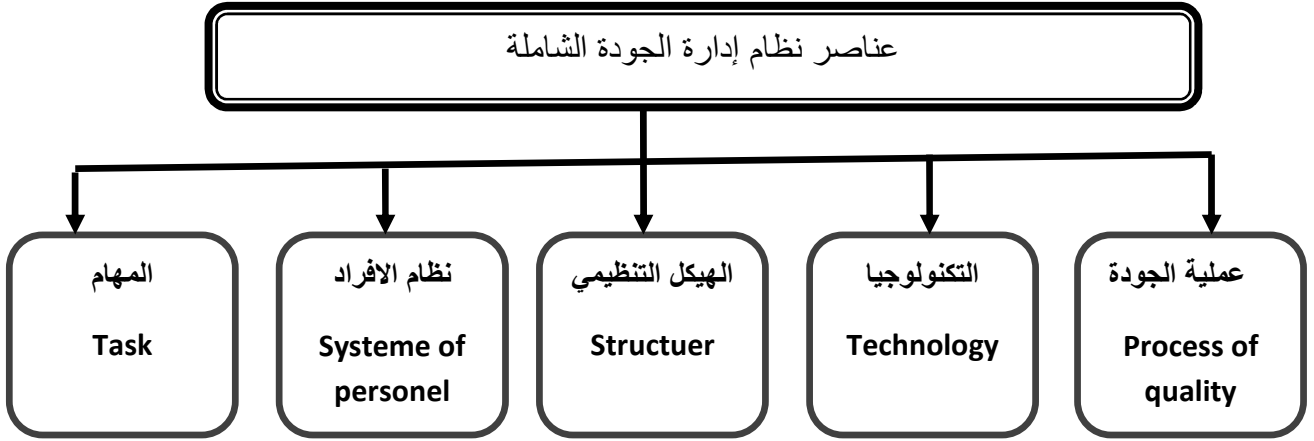 عناصر نظام إدارة الجودة الشاملة
عملية الجودة
Process of
quality
التكنولوجيا
Technology
الهيكل التنظيمي
Structuer
نظام الافراد
Systeme of
personel
المهام
Task